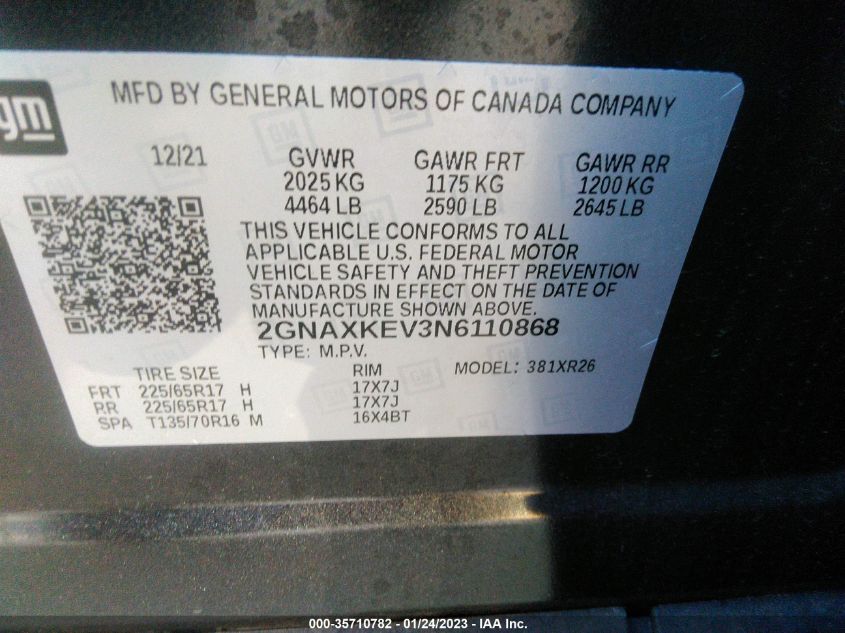 gm
MFD BY GENERAL MOTORS OF CANADA COMPANY
12/21 GVWR GAWR FRT GAWR RR
2025 KG 1175 KG 1200 KG
4464 LB 2590 LB 2645 LB
THIS VEHICLE CONFORMS TO ALL
APPLICABLE U.S. FEDERAL MOTOR
VEHICLE SAFETY AND THEFT PREVENTION
STANDARDS IN EFFECT ON THE DATE OF
MANUFACTURE SHOWN ABOVE.
2GNAXKEV3N6110868
TYPE: M.P.V.
TIRE SIZE RIM MODEL: 381XR26
FRT 225/65R17 H 17X7J
RR 225/65R17 H 17X7J
SPA T135/70R16 M 16X4BT
000-35710782 - 01/24/2023 - IAA Inc.